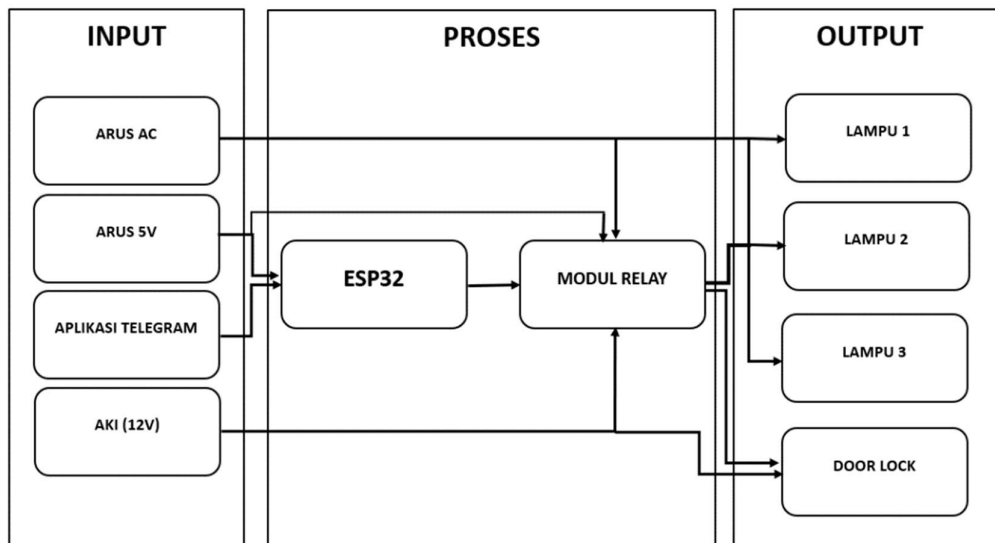 INPUT
ARUS AC
ARUS 5V
APLIKASI TELEGRAM
AKI (12V)
PROSES
ESP32
MODUL RELAY
OUTPUT
LAMPU 1
LAMPU 2
LAMPU 3
DOOR LOCK